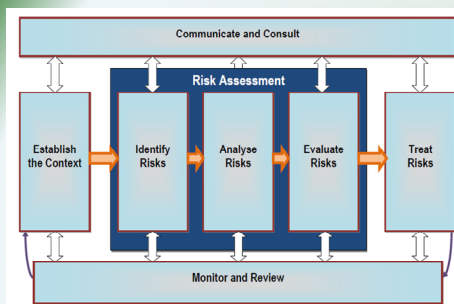 Communicate and Consult
Risk Assessment
Establish
the Context
Identify
Risks
Analyse
Risks
Evaluate
Risks
Treat
Risks
Monitor and Review